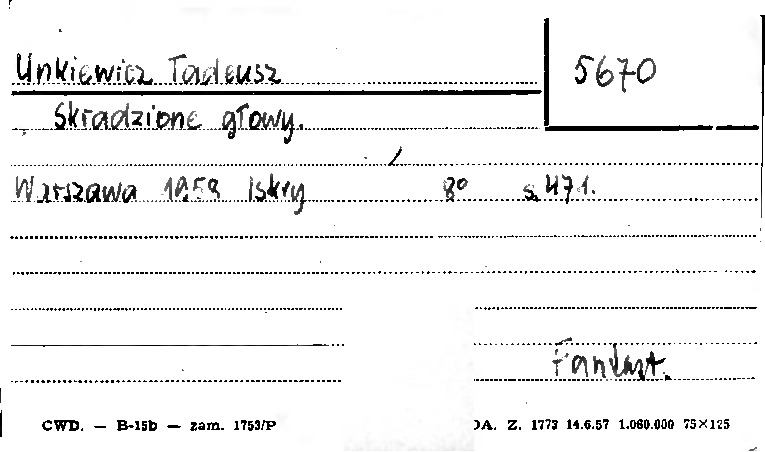 Unkiewicz Tadeusz
5670
Skradzione głowy.
Warszawa 1958 Iskry 8° s. 471.
Fantast.
CWD. — B-15b — zam. 1753/P
DA. Z. 1773 14.6.57 1.060.000 75×125